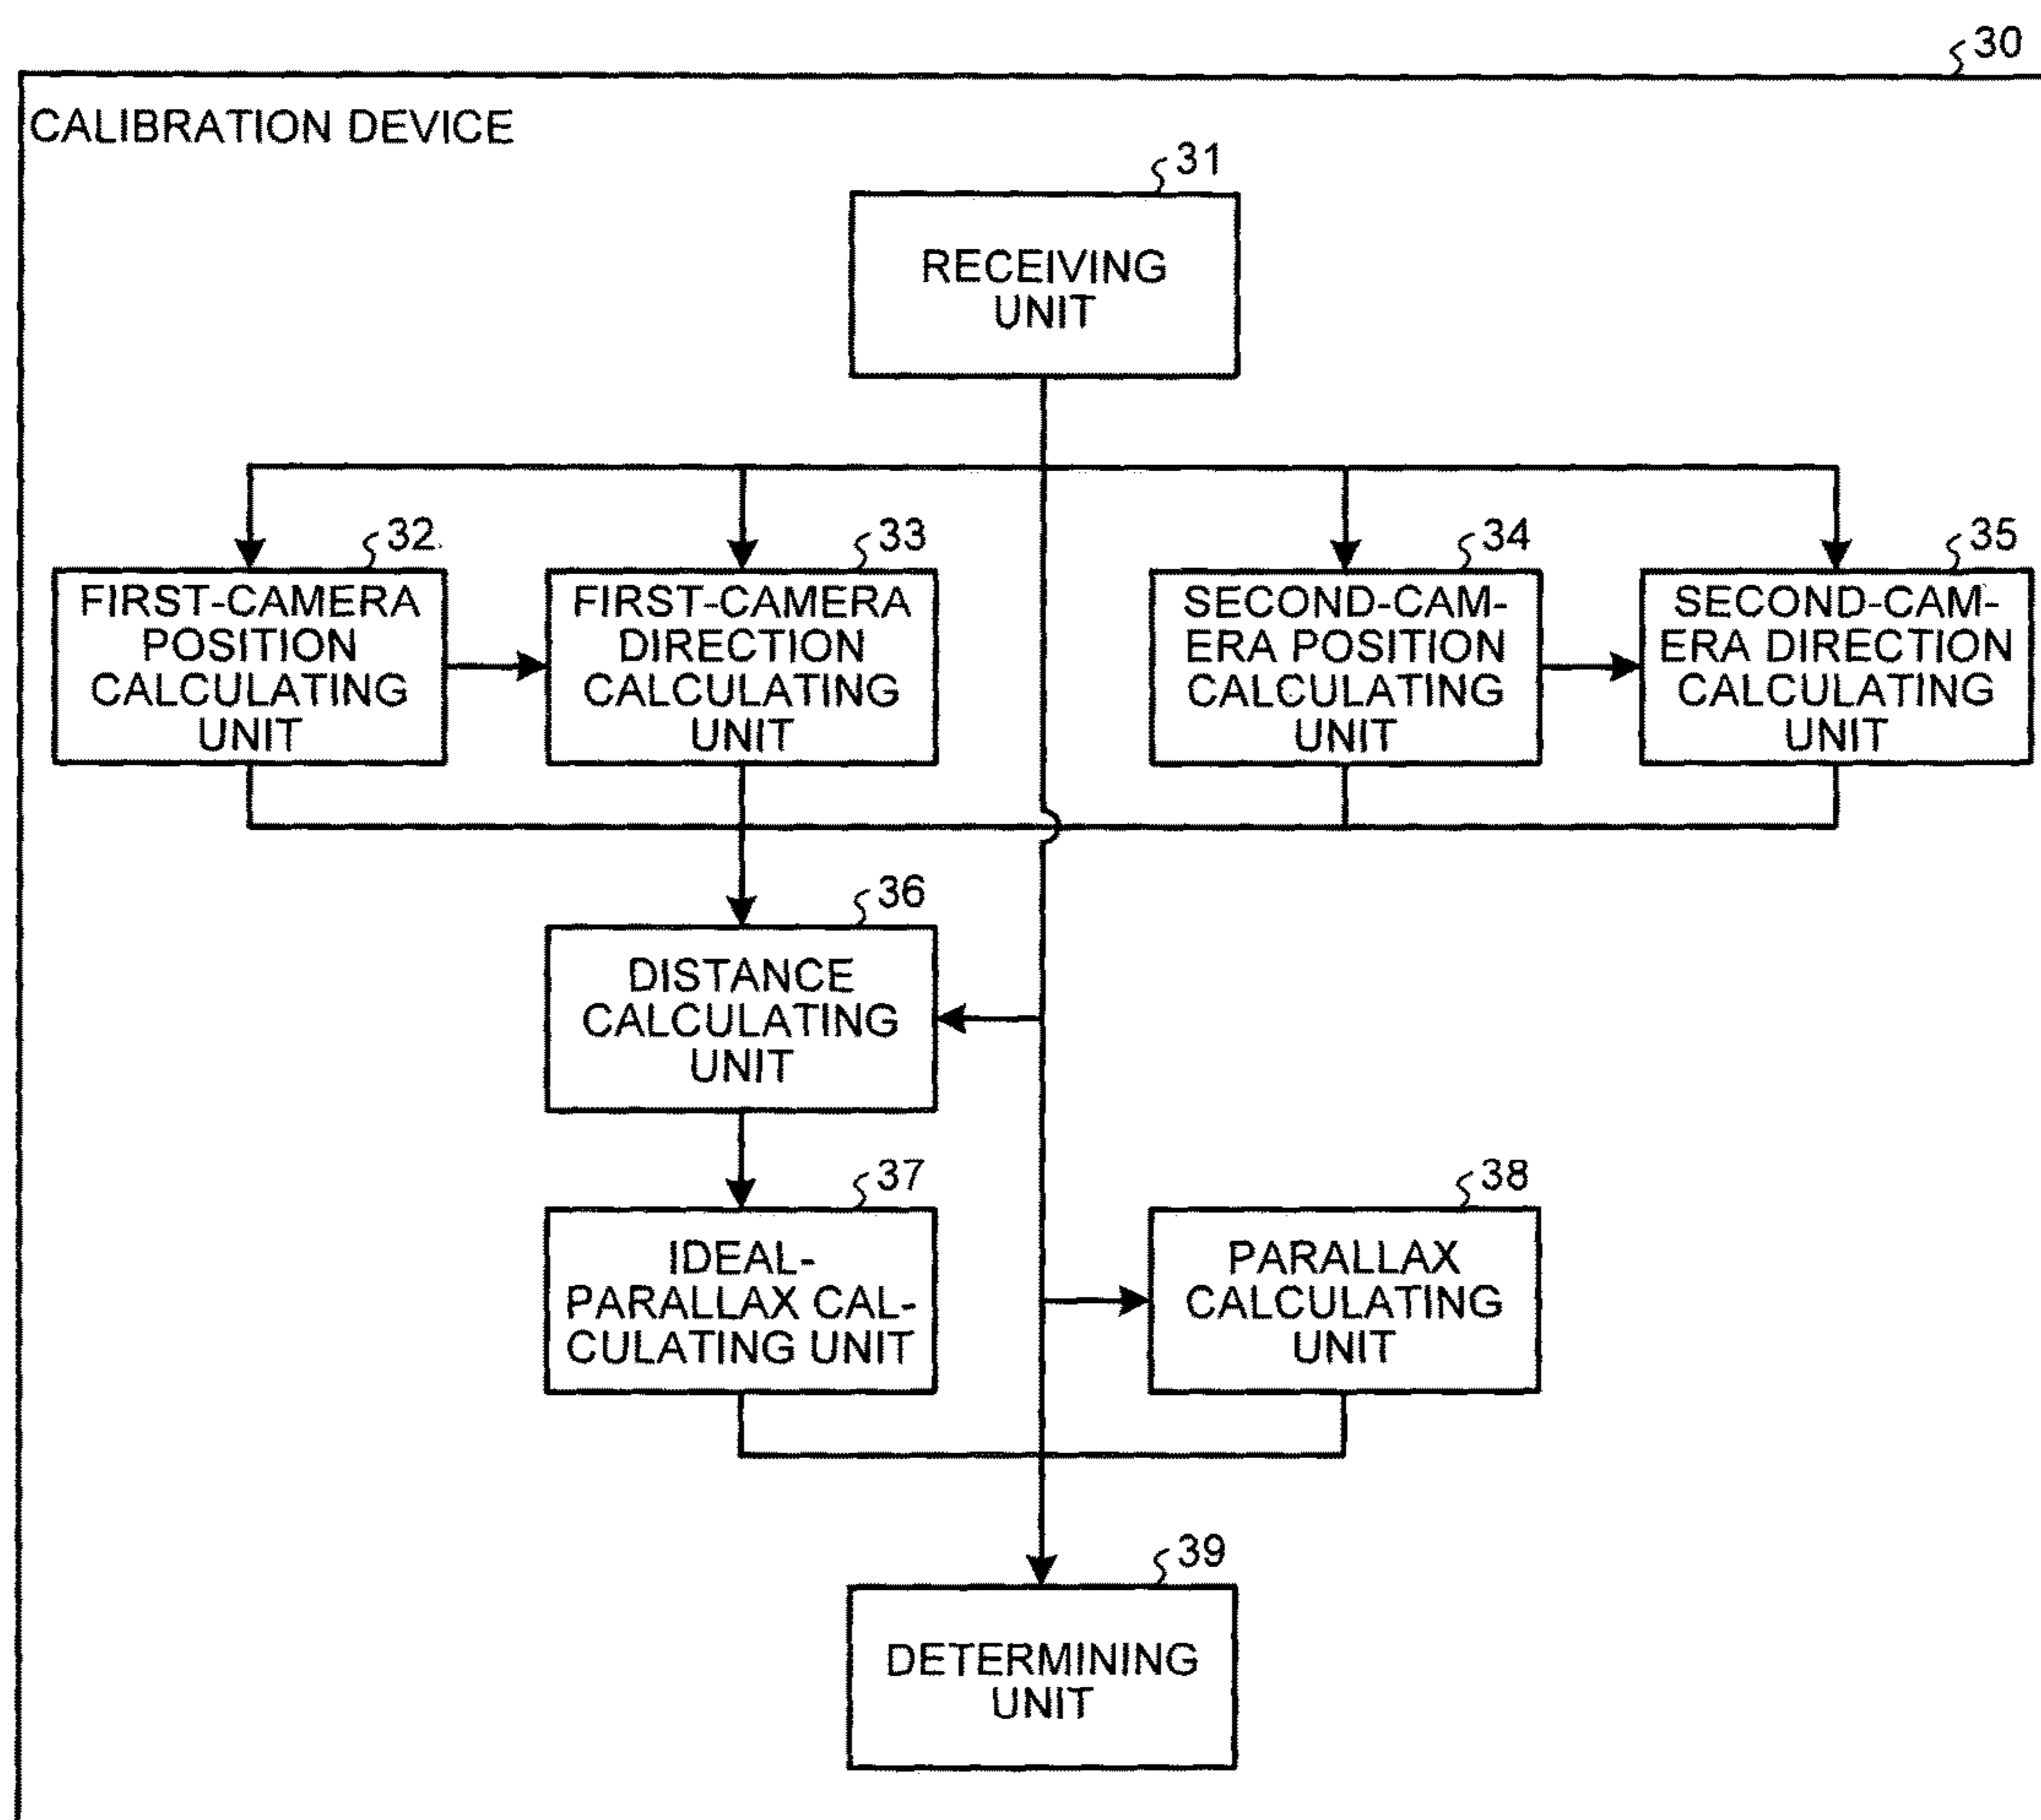 30
CALIBRATION DEVICE
31
RECEIVING
UNIT
32
FIRST-CAMERA
POSITION
CALCULATING
UNIT
33
FIRST-CAMERA
DIRECTION
CALCULATING
UNIT
34
SECOND-CAM-
ERA POSITION
CALCULATING
UNIT
35
SECOND-CAM-
ERA DIRECTION
CALCULATING
UNIT
36
DISTANCE
CALCULATING
UNIT
37
IDEAL-
PARALLAX CAL-
CULATING UNIT
38
PARALLAX
CALCULATING
UNIT
39
DETERMINING
UNIT